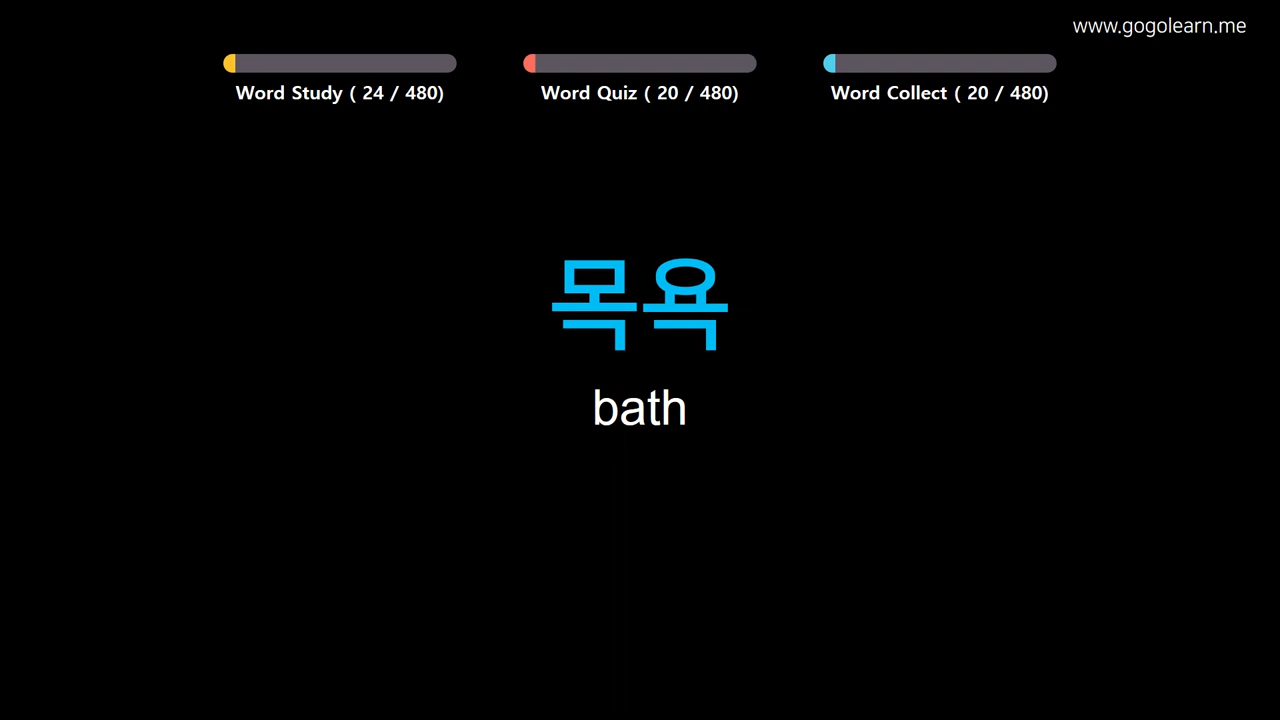 www.gogolearn.me
Word Study ( 24 / 480)
Word Quiz ( 20 / 480)
Word Collect ( 20 / 480)
목욕
bath